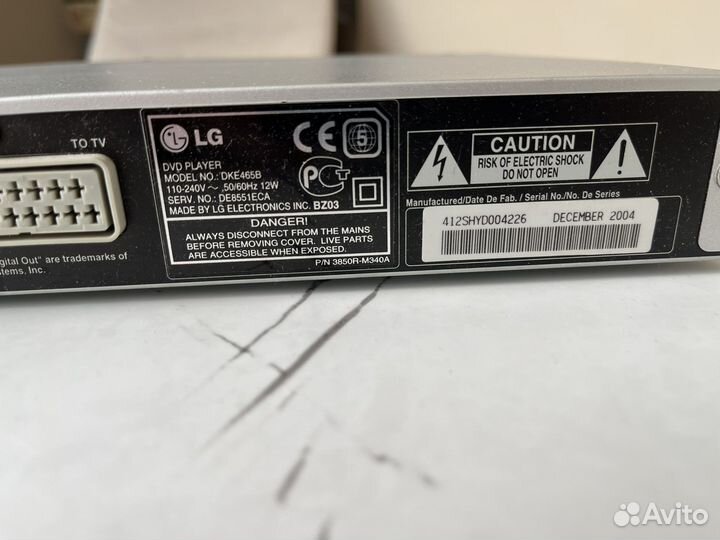 TO TV
igital Out" are trademarks of
stems, Inc.
LG
CE 5
DVD PLAYER
MODEL NO.: DKE465B
110-240V ~ ,50/60Hz 12W
SERV. NO.: DE8551ECA
MADE BY LG ELECTRONICS INC. BZ03
DANGER!
ALWAYS DISCONNECT FROM THE MAINS
BEFORE REMOVING COVER. LIVE PARTS
ARE ACCESSIBLE WHEN EXPOSED.
P/N 3850R-M340A
CAUTION
RISK OF ELECTRIC SHOCK
DO NOT OPEN
Manufactured/Date De Fab. / Serial No./No. De Series
412SHYD004226 DECEMBER 2004
Avito